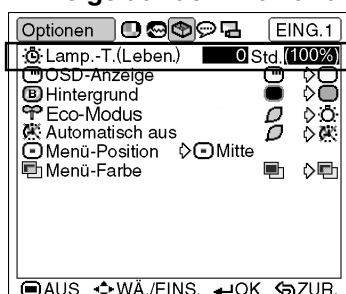 Optionen EING.1
Lamp.-T.(Leben.) 0 Std.(100%)
OSD-Anzeige
B Hintergrund
Eco-Modus
Automatisch aus
Menü-Position Mitte
Menü-Farbe
AUS WÄ./EINS. OK ZUR.